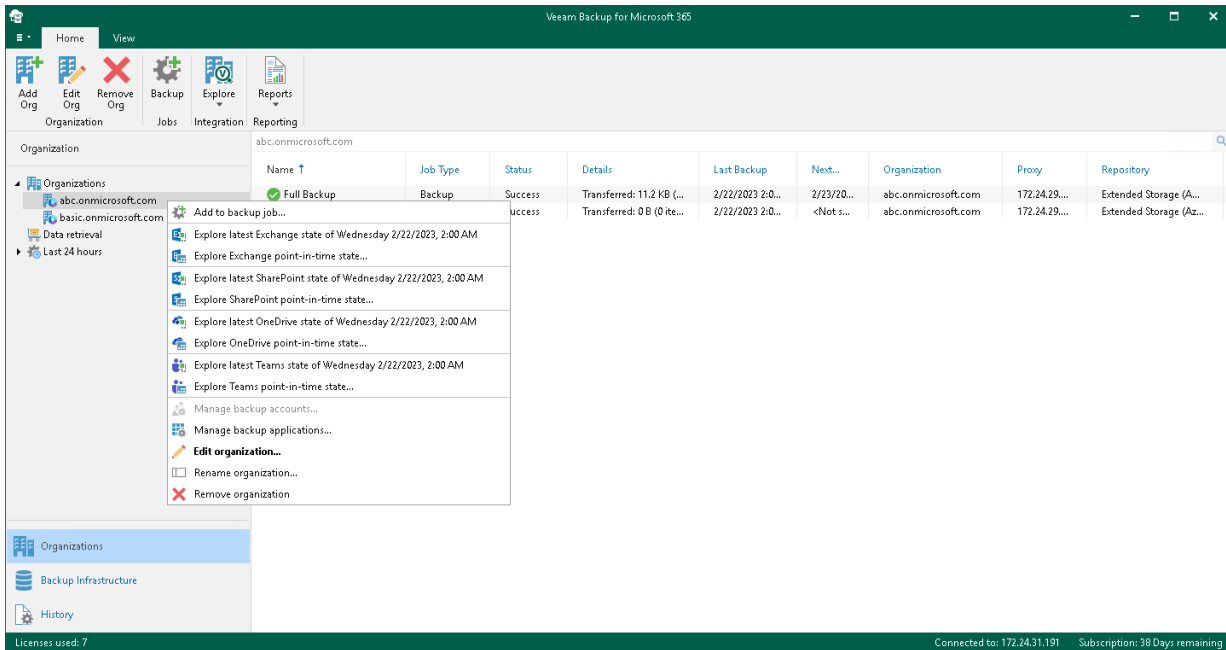 Veeam Backup for Microsoft 365
Home View
Add Org
Edit Org
Remove Org
Backup
Explore
Reports
Organization Jobs Integration Reporting
Organization
Organizations
abc.onmicrosoft.com
basic.onmicrosoft.com
Data retrieval
Last 24 hours
abc.onmicrosoft.com
Name Job Type Status Details Last Backup Next... Organization Proxy Repository
Full Backup Backup Success Transferred: 11.2 KB (... 2/22/2023 2:0... 2/23/20... abc.onmicrosoft.com 172.24.29.... Extended Storage (A...
uccess Transferred: 0 B (0 ite... 2/22/2023 2:0... <Not s... abc.onmicrosoft.com 172.24.29.... Extended Storage (Az...
Add to backup job...
Explore latest Exchange state of Wednesday 2/22/2023, 2:00 AM
Explore Exchange point-in-time state...
Explore latest SharePoint state of Wednesday 2/22/2023, 2:00 AM
Explore SharePoint point-in-time state...
Explore latest OneDrive state of Wednesday 2/22/2023, 2:00 AM
Explore OneDrive point-in-time state...
Explore latest Teams state of Wednesday 2/22/2023, 2:00 AM
Explore Teams point-in-time state...
Manage backup accounts...
Manage backup applications...
Edit organization...
Rename organization...
Remove organization
Organizations
Backup Infrastructure
History
Licenses used: 7 Connected to: 172.24.31.191 Subscription: 38 Days remaining